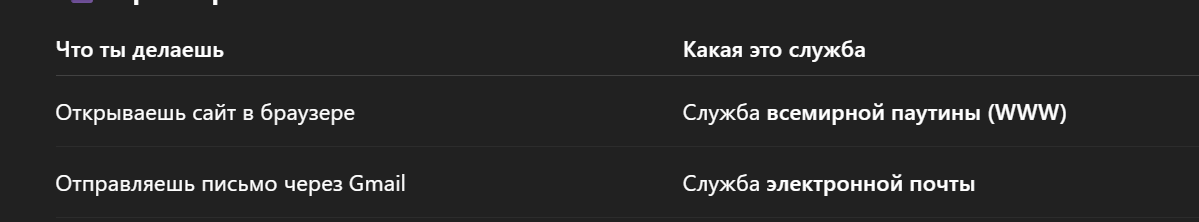 Что ты делаешь Какая это служба
Открываешь сайт в браузере Служба всемирной паутины (WWW)
Отправляешь письмо через Gmail Служба электронной почты